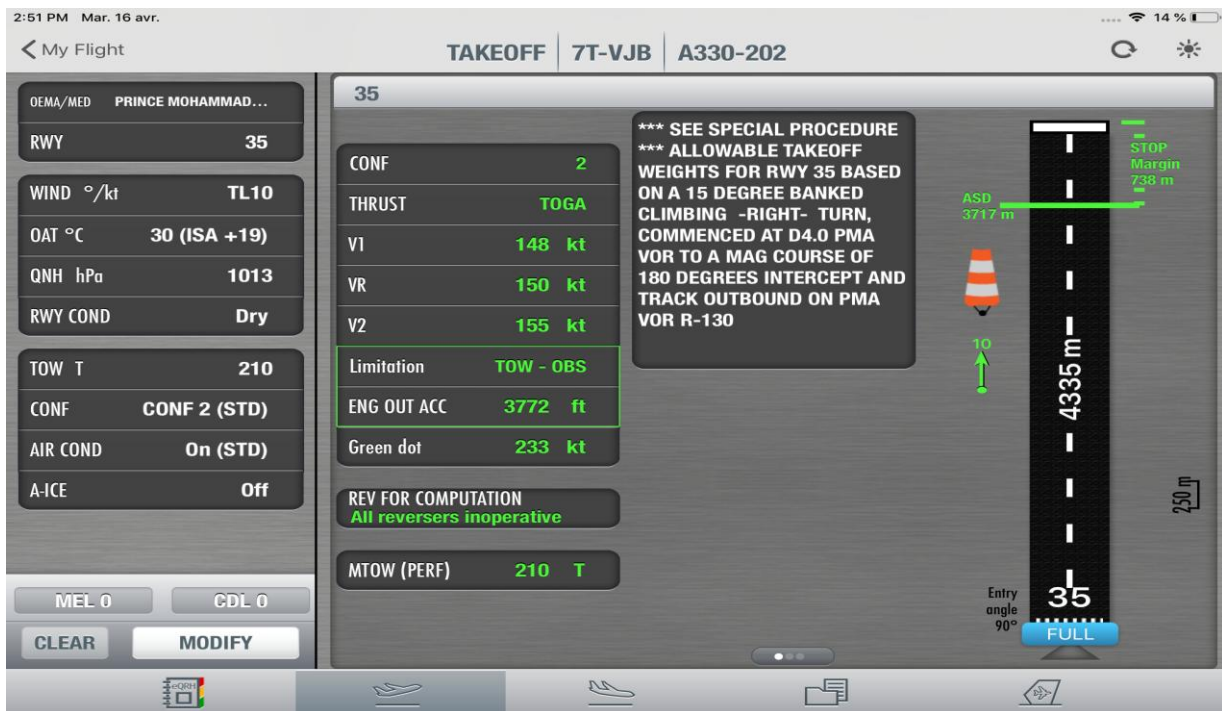 2:51 PM Mar. 16 avr.
14 %
My Flight
TAKEOFF 7T-VJB A330-202
OEMA/MED PRINCE MOHAMMAD...
RWY 35
WIND °/kt TL10
OAT °C 30 (ISA +19)
QNH hPa 1013
RWY COND Dry
TOW T 210
CONF CONF 2 (STD)
AIR COND On (STD)
A-ICE Off
MEL 0 CDL 0
CLEAR MODIFY
35
CONF 2
THRUST TOGA
V1 148 kt
VR 150 kt
V2 155 kt
Limitation TOW - OBS
ENG OUT ACC 3772 ft
Green dot 233 kt
REV FOR COMPUTATION
All reversers inoperative
MTOW (PERF) 210 T
*** SEE SPECIAL PROCEDURE
*** ALLOWABLE TAKEOFF
WEIGHTS FOR RWY 35 BASED
ON A 15 DEGREE BANKED
CLIMBING -RIGHT- TURN,
COMMENCED AT D4.0 PMA
VOR TO A MAG COURSE OF
180 DEGREES INTERCEPT AND
TRACK OUTBOUND ON PMA
VOR R-130
STOP
Margin
738 m
ASD
3717 m
10
4335 m
250 m
Entry
angle
90°
35
FULL
eQRH